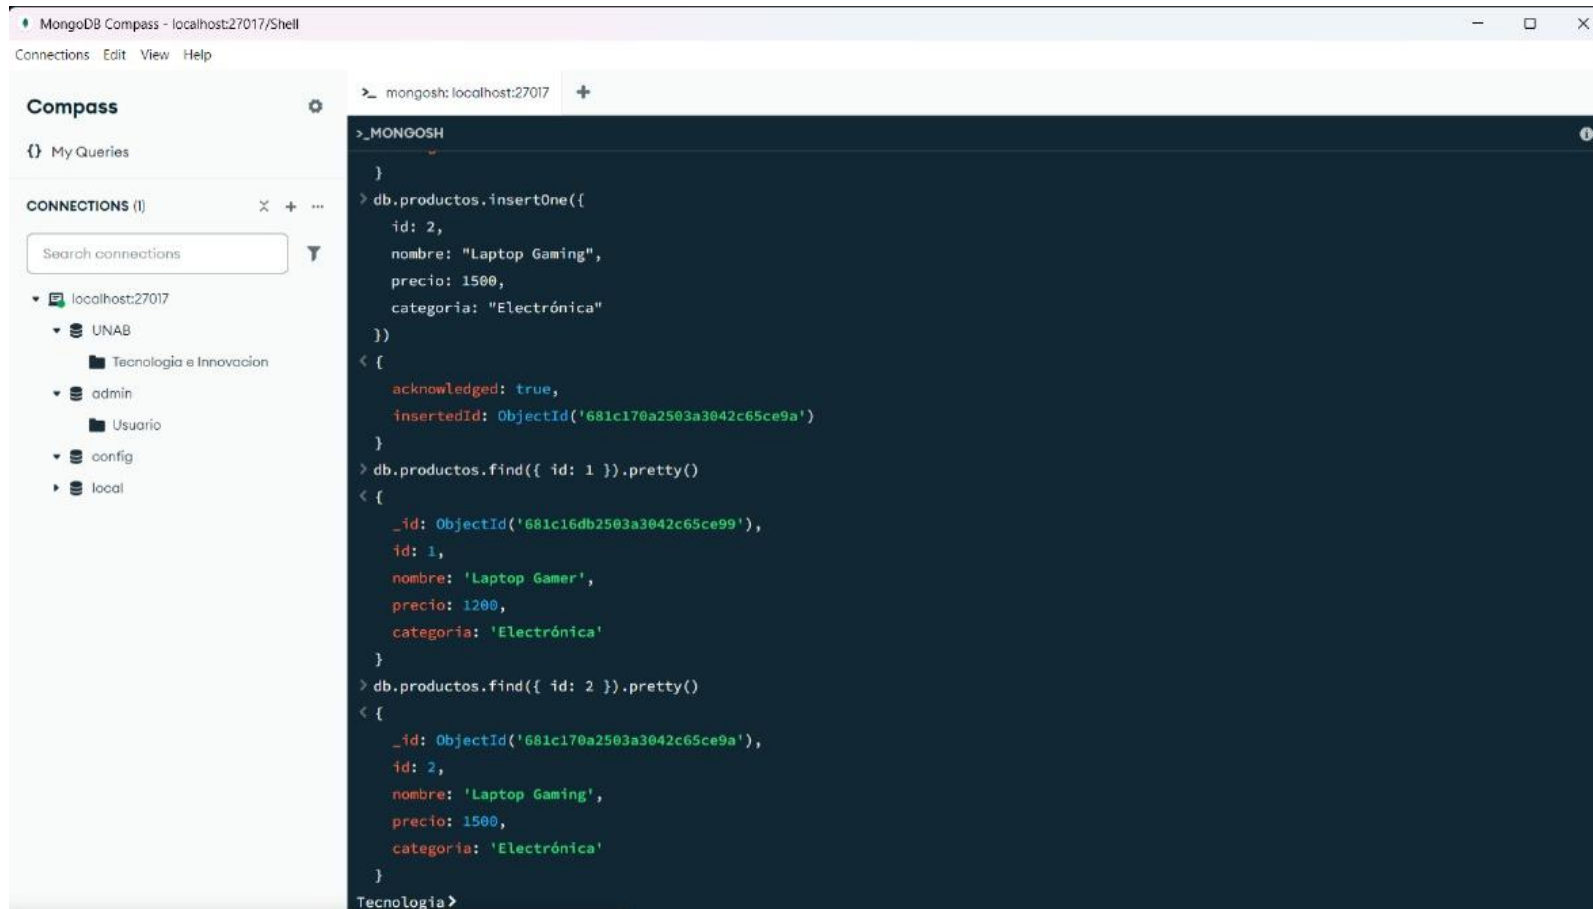 MongoDB Compass - localhost:27017/Shell
Connections Edit View Help
Compass
{} My Queries
CONNECTIONS (1)
Search connections
localhost:27017
UNAB
Tecnologia e Innovacion
admin
Usuario
config
local
>_ mongosh: localhost:27017 +
>_MONGOSH
}
> db.productos.insertOne({
id: 2,
nombre: "Laptop Gaming",
precio: 1500,
categoria: "Electrónica"
})
< {
acknowledged: true,
insertedId: ObjectId('681c170a2503a3042c65ce9a')
}
> db.productos.find({ id: 1 }).pretty()
< {
_id: ObjectId('681c16db2503a3042c65ce99'),
id: 1,
nombre: 'Laptop Gamer',
precio: 1200,
categoria: 'Electrónica'
}
> db.productos.find({ id: 2 }).pretty()
< {
_id: ObjectId('681c170a2503a3042c65ce9a'),
id: 2,
nombre: 'Laptop Gaming',
precio: 1500,
categoria: 'Electrónica'
}
Tecnologia>